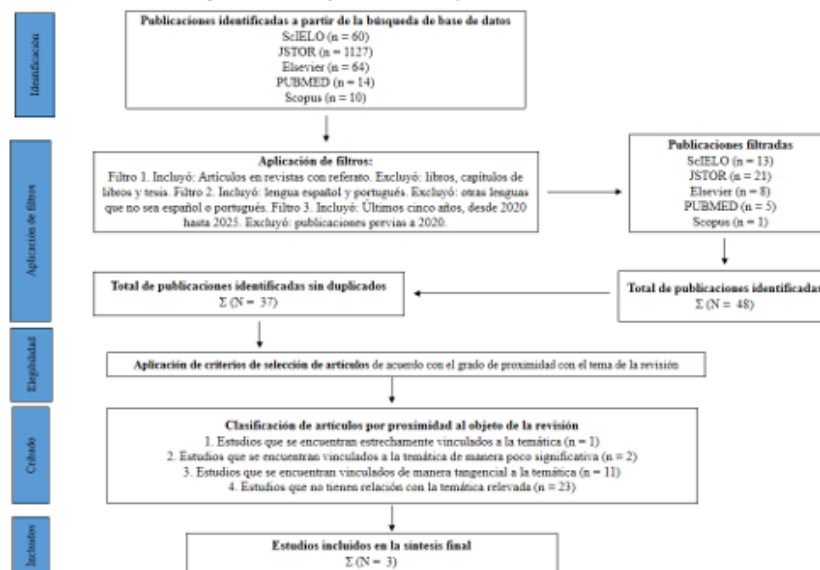 Identificación
Publicaciones identificadas a partir de la búsqueda de base de datos
ScIELO (n = 60)
JSTOR (n = 1127)
Elsevier (n = 64)
PUBMED (n = 14)
Scopus (n = 10)
Aplicación de filtros
Aplicación de filtros:
Filtro 1. Incluyó: Artículos en revistas con referato. Excluyó: libros, capítulos de
libros y tesis. Filtro 2. Incluyó: lengua español y portugués. Excluyó: otras lenguas
que no sea español o portugués. Filtro 3. Incluyó: Últimos cinco años, desde 2020
hasta 2025. Excluyó: publicaciones previas a 2020.
Publicaciones filtradas
ScIELO (n = 13)
JSTOR (n = 21)
Elsevier (n = 8)
PUBMED (n = 5)
Scopus (n = 1)
Total de publicaciones identificadas
Σ (N = 48)
Total de publicaciones identificadas sin duplicados
Σ (N = 37)
Elegibilidad
Aplicación de criterios de selección de artículos de acuerdo con el grado de proximidad con el tema de la revisión
Cribado
Clasificación de artículos por proximidad al objeto de la revisión
1. Estudios que se encuentran estrechamente vinculados a la temática (n = 1)
2. Estudios que se encuentran vinculados a la temática de manera poco significativa (n = 2)
3. Estudios que se encuentran vinculados de manera tangencial a la temática (n = 11)
4. Estudios que no tienen relación con la temática relevada (n = 23)
Incluidos
Estudios incluidos en la síntesis final
Σ (N = 3)